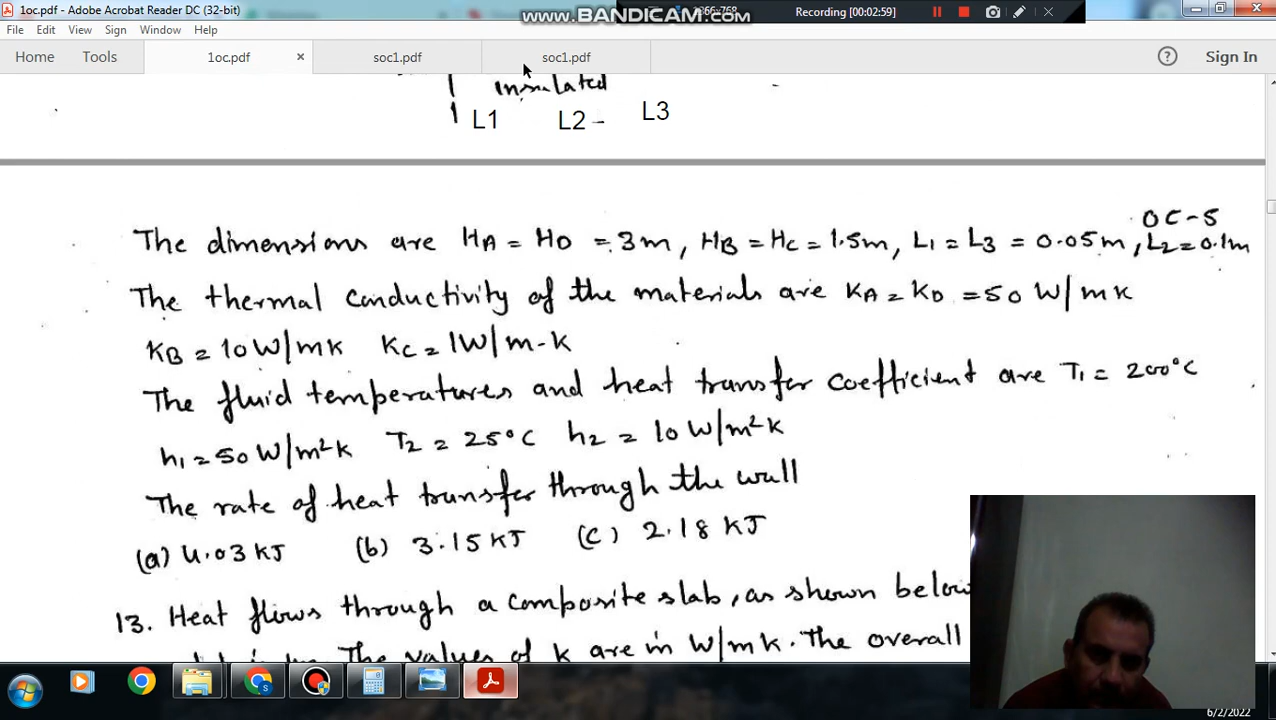 1oc.pdf - Adobe Acrobat Reader DC (32-bit)
www.BANDICAM.com
1366x768
Recording [00:02:59]
File Edit View Sign Window Help
Home Tools 1oc.pdf × soc1.pdf soc1.pdf ? Sign In
insulated
L1 L2 - L3
OC-5
The dimensions are HA = HD = 3m, HB = HC = 1.5m, L1 = L3 = 0.05m, L2 = 0.1m
The thermal conductivity of the materials are KA = KD = 50 W/mK
KB = 10 W/mK KC = 1W/m-K
The fluid temperatures and heat transfer coefficient are T1 = 200°C
h1 = 50 W/m²K T2 = 25°C h2 = 10 W/m²K
The rate of heat transfer through the wall
(a) 4.03 KJ (b) 3.15 KJ (c) 2.18 KJ
13. Heat flows through a composite slab, as shown below
The values of k are in W/mK. The overall
6/2/2022